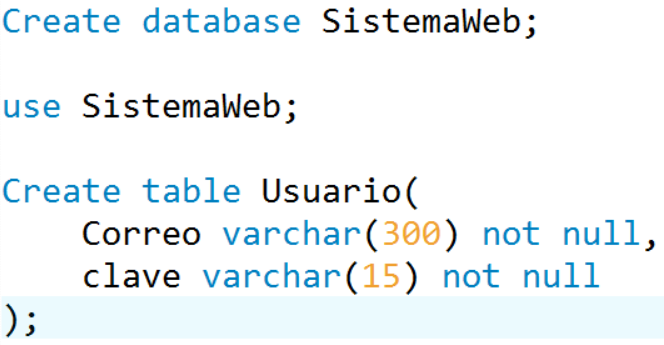 Create database SistemaWeb;
use SistemaWeb;
Create table Usuario(
    Correo varchar(300) not null,
    clave varchar(15) not null
);